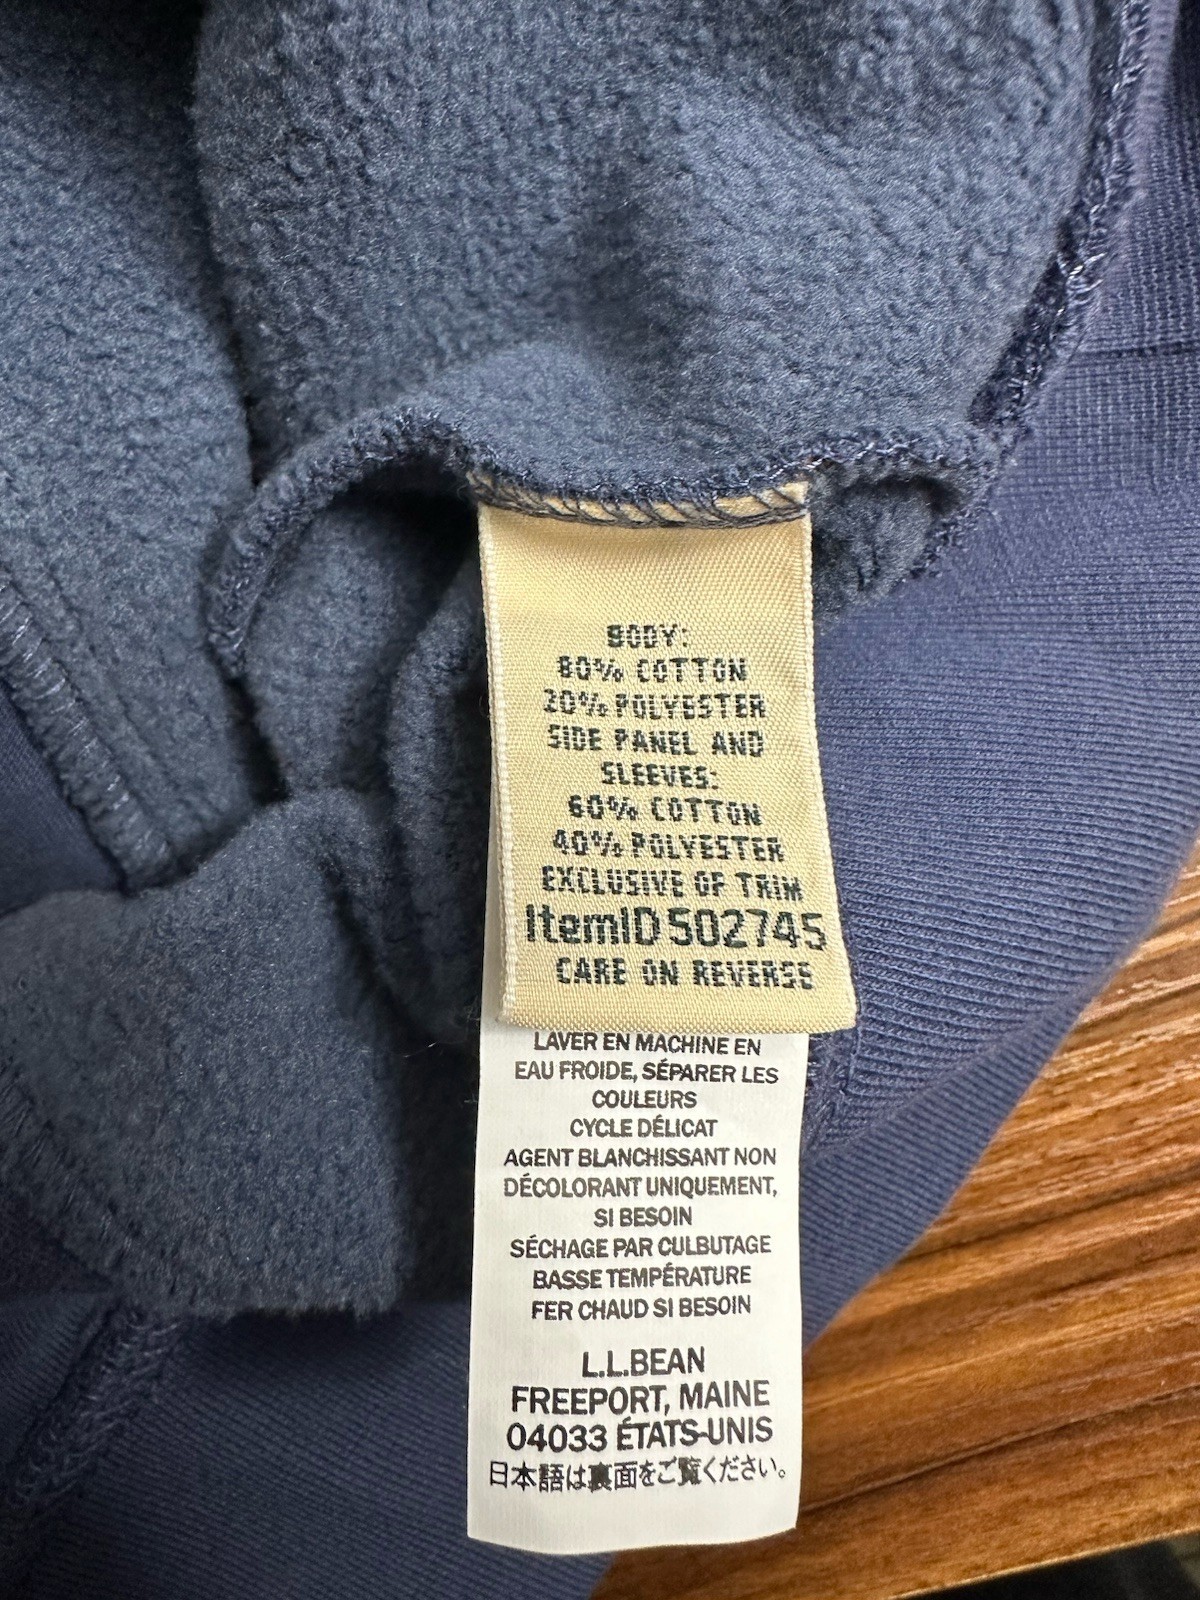 BODY:
80% COTTON
20% POLYESTER
SIDE PANEL AND
SLEEVES:
60% COTTON
40% POLYESTER
EXCLUSIVE OF TRIM
ItemID 502745
CARE ON REVERSE
LAVER EN MACHINE EN
EAU FROIDE, SÉPARER LES
COULEURS
CYCLE DÉLICAT
AGENT BLANCHISSANT NON
DÉCOLORANT UNIQUEMENT,
SI BESOIN
SÉCHAGE PAR CULBUTAGE
BASSE TEMPÉRATURE
FER CHAUD SI BESOIN
L.L.BEAN
FREEPORT, MAINE
04033 ÉTATS-UNIS
日本語は裏面をご覧ください。